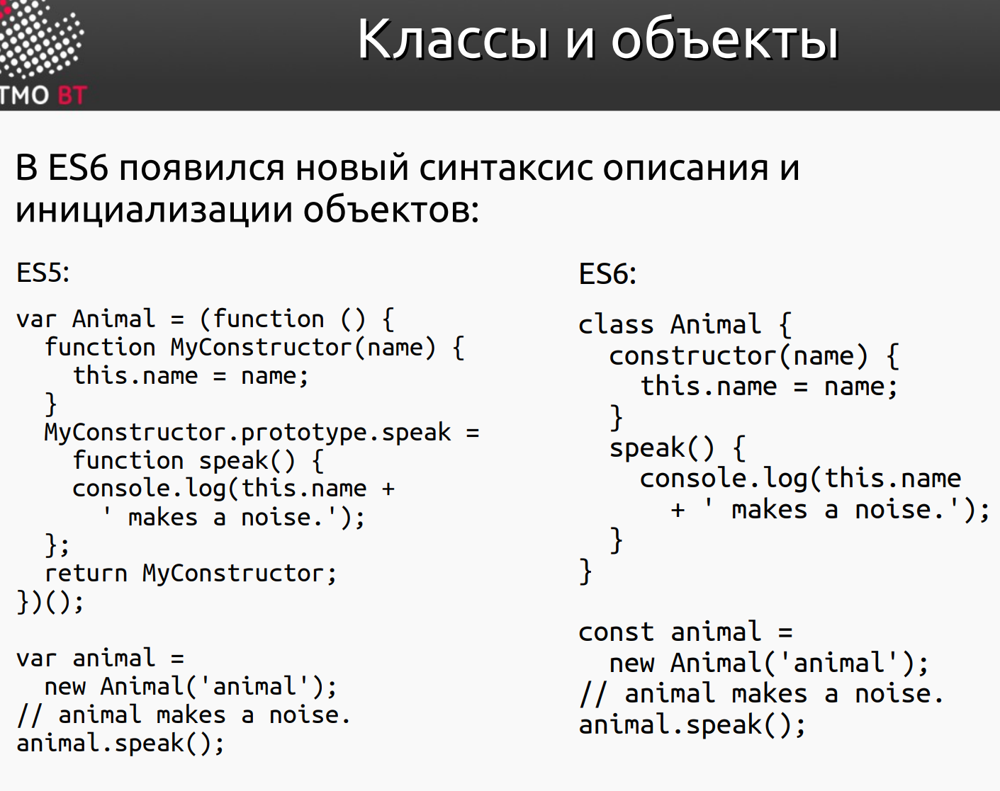 Классы и объекты
ТМО ВТ
В ES6 появился новый синтаксис описания и
инициализации объектов:
ES5:
var Animal = (function () {
  function MyConstructor(name) {
    this.name = name;
  }
  MyConstructor.prototype.speak =
    function speak() {
    console.log(this.name +
      ' makes a noise.');
  };
  return MyConstructor;
})();
var animal =
  new Animal('animal');
// animal makes a noise.
animal.speak();
ES6:
class Animal {
  constructor(name) {
    this.name = name;
  }
  speak() {
    console.log(this.name
      + ' makes a noise.');
  }
}
const animal =
  new Animal('animal');
// animal makes a noise.
animal.speak();